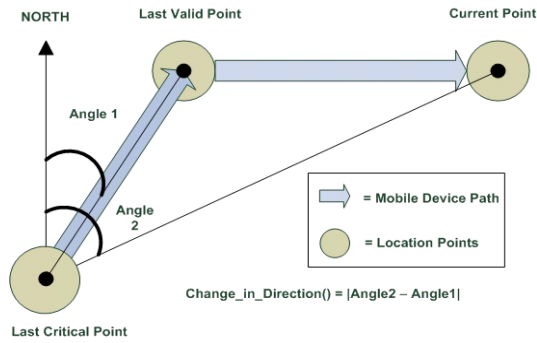 NORTH
Last Valid Point
Current Point
Angle 1
Angle
2
= Mobile Device Path
= Location Points
Change_in_Direction() = |Angle2 – Angle1|
Last Critical Point